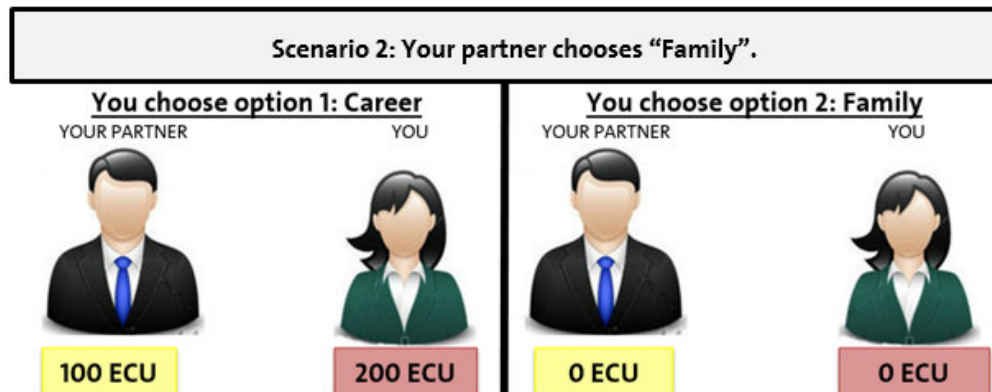 Scenario 2: Your partner chooses “Family”.
You choose option 1: Career
YOUR PARTNER YOU
100 ECU 200 ECU
You choose option 2: Family
YOUR PARTNER YOU
0 ECU 0 ECU